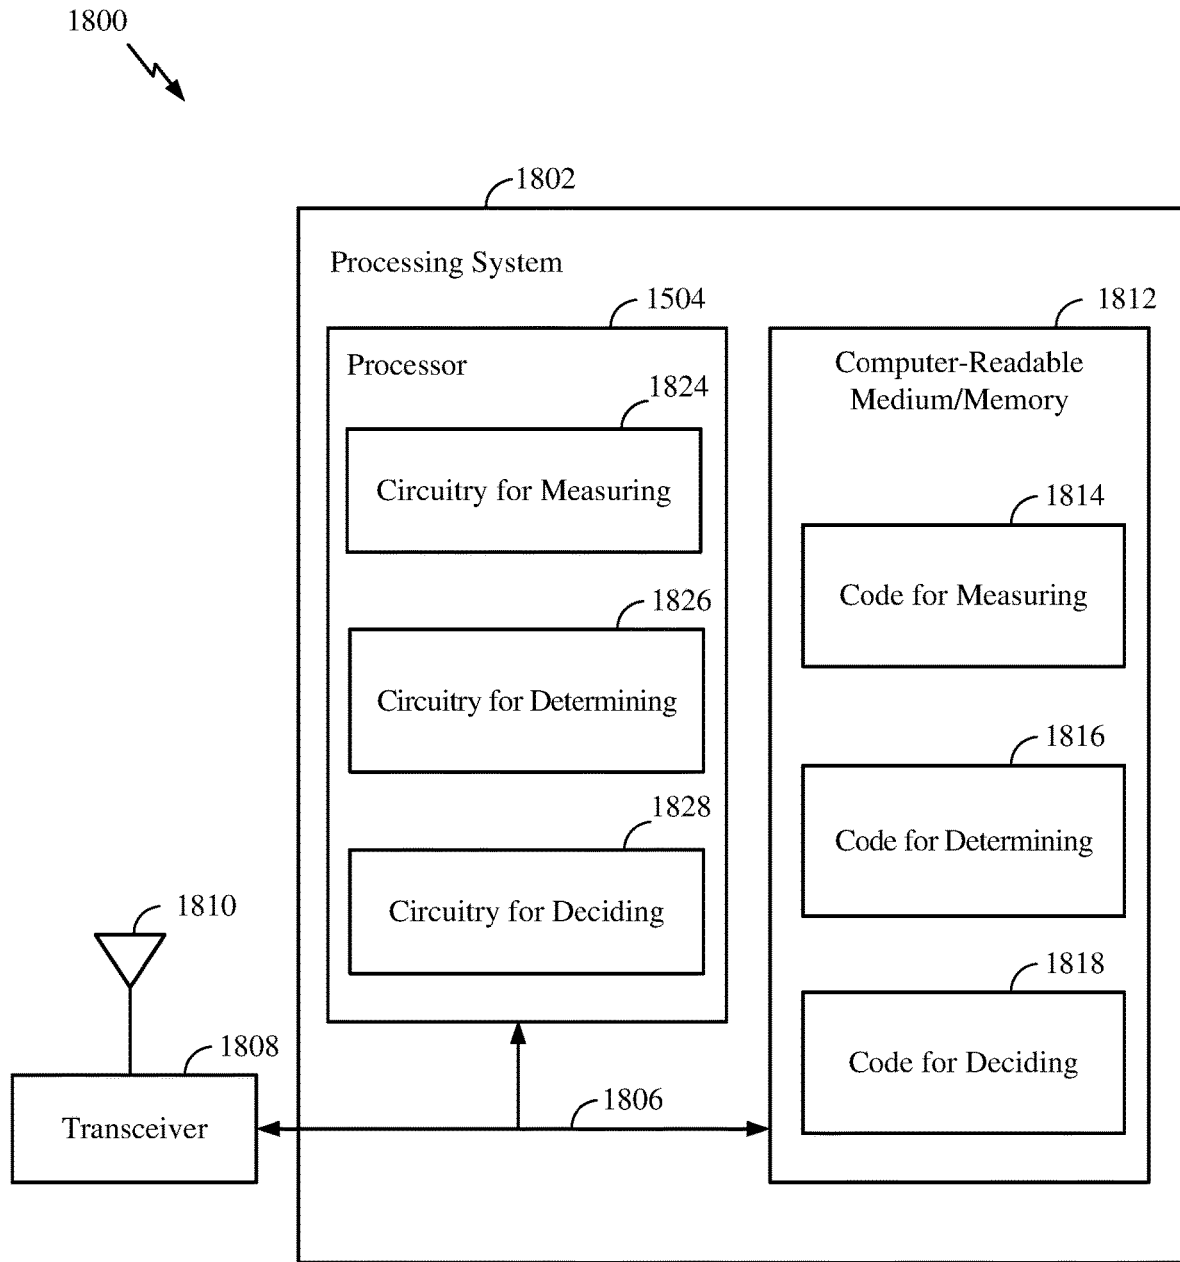 1800
1802
Processing System
1504
Processor
1824
Circuitry for Measuring
1826
Circuitry for Determining
1828
Circuitry for Deciding
1812
Computer-Readable
Medium/Memory
1814
Code for Measuring
1816
Code for Determining
1818
Code for Deciding
1810
1808
Transceiver
1806